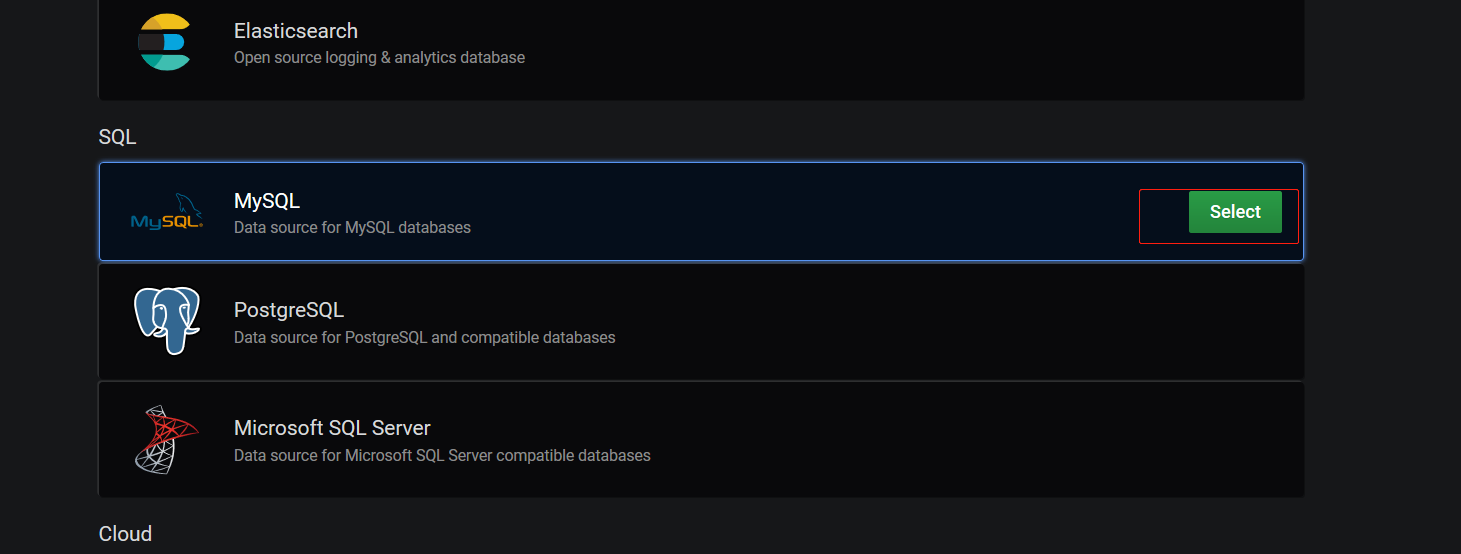 Elasticsearch
Open source logging & analytics database
SQL
MySQL
MySQL
Data source for MySQL databases
Select
PostgreSQL
Data source for PostgreSQL and compatible databases
Microsoft SQL Server
Data source for Microsoft SQL Server compatible databases
Cloud